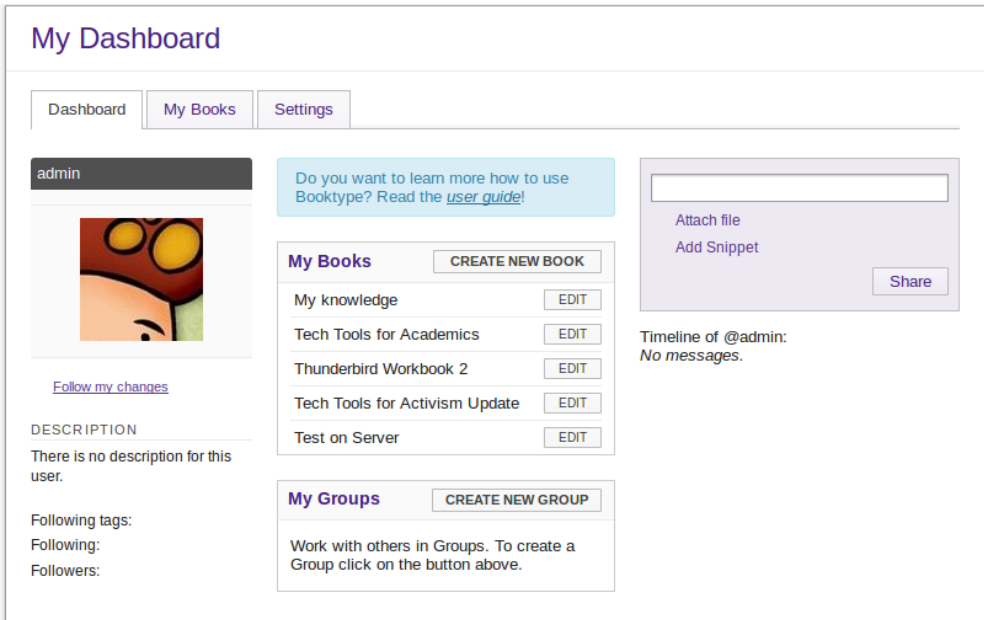 My Dashboard
Dashboard
My Books
Settings
admin
Follow my changes
DESCRIPTION
There is no description for this
user.
Following tags:
Following:
Followers:
Do you want to learn more how to use
Booktype? Read the user guide!
My Books
CREATE NEW BOOK
My knowledge
EDIT
Tech Tools for Academics
EDIT
Thunderbird Workbook 2
EDIT
Tech Tools for Activism Update
EDIT
Test on Server
EDIT
My Groups
CREATE NEW GROUP
Work with others in Groups. To create a
Group click on the button above.
Attach file
Add Snippet
Share
Timeline of @admin:
No messages.